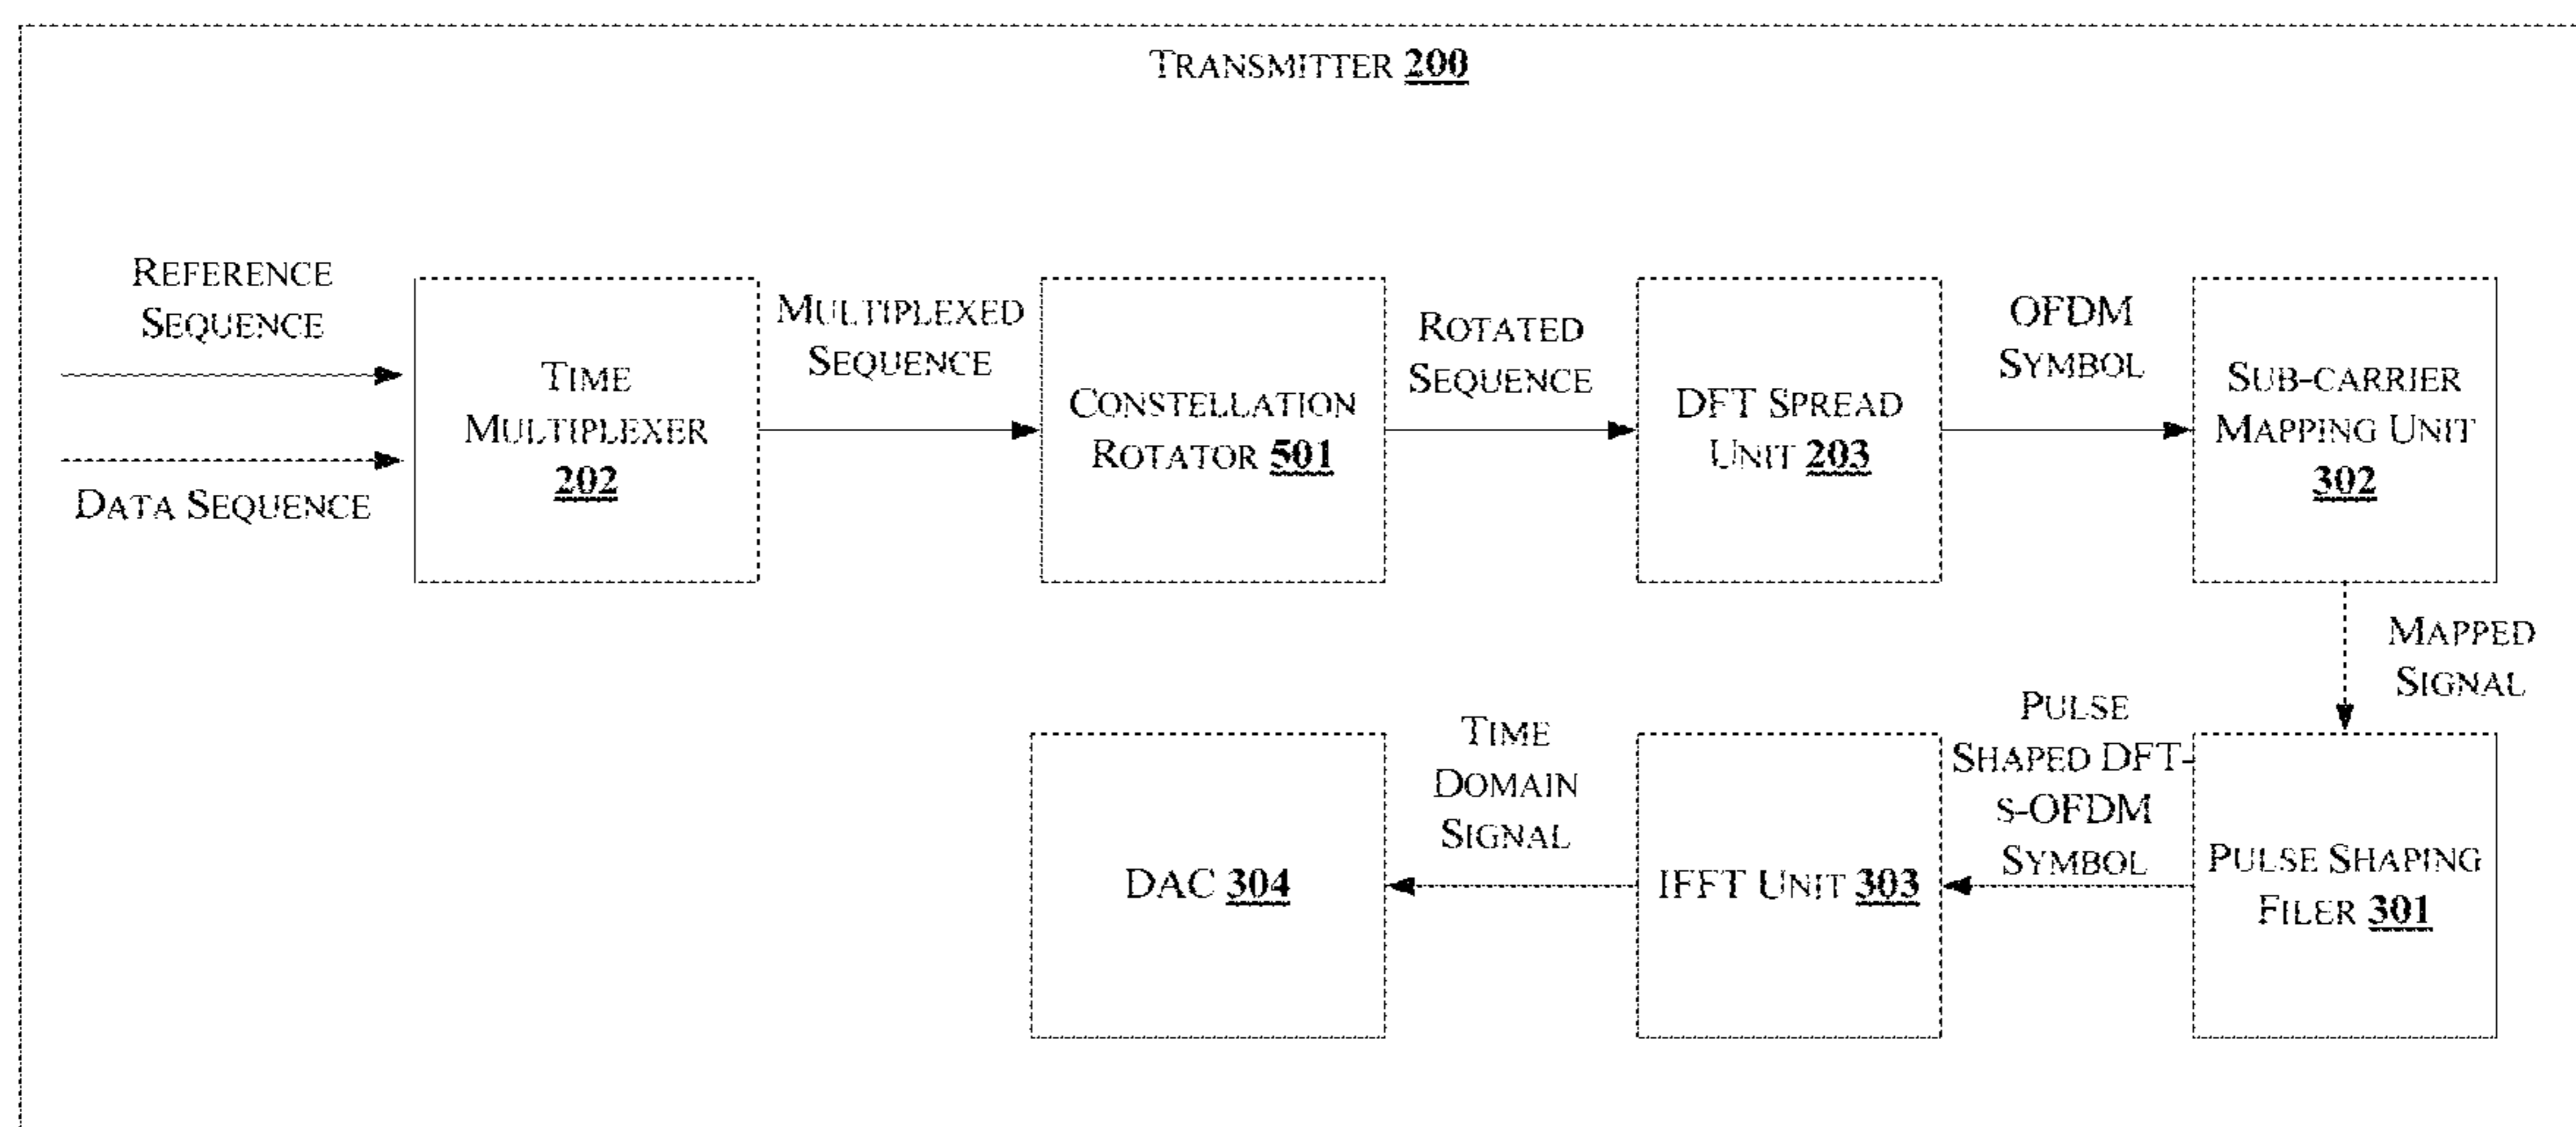 TRANSMITTER 200
REFERENCE
SEQUENCE
DATA SEQUENCE
TIME
MULTIPLEXER
202
MULTIPLEXED
SEQUENCE
CONSTELLATION
ROTATOR 501
ROTATED
SEQUENCE
DFT SPREAD
UNIT 203
OFDM
SYMBOL
SUB-CARRIER
MAPPING UNIT
302
MAPPED
SIGNAL
PULSE SHAPING
FILER 301
PULSE
SHAPED DFT-
S-OFDM
SYMBOL
IFFT UNIT 303
TIME
DOMAIN
SIGNAL
DAC 304